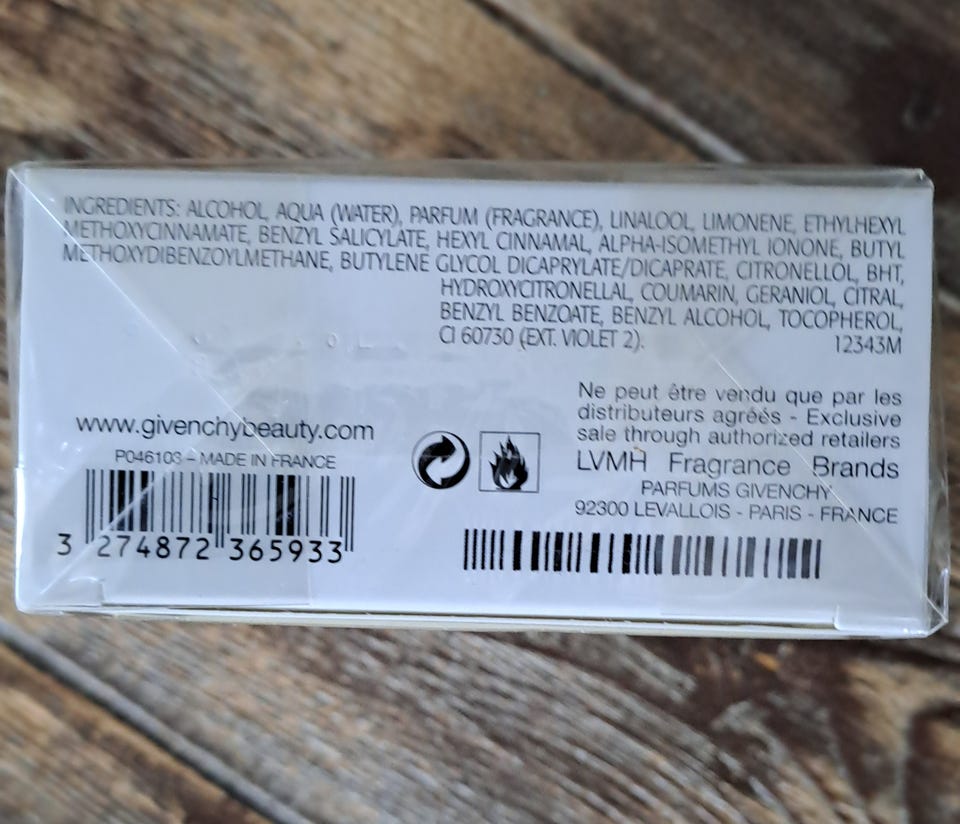 INGREDIENTS: ALCOHOL, AQUA (WATER), PARFUM (FRAGRANCE), LINALOOL, LIMONENE, ETHYLHEXYL
METHOXYCINNAMATE, BENZYL SALICYLATE, HEXYL CINNAMAL, ALPHA-ISOMETHYL IONONE, BUTYL
METHOXYDIBENZOYLMETHANE, BUTYLENE GLYCOL DICAPRYLATE/DICAPRATE, CITRONELLOL, BHT,
HYDROXYCITRONELLAL, COUMARIN, GERANIOL, CITRAL,
BENZYL BENZOATE, BENZYL ALCOHOL, TOCOPHEROL,
CI 60730 (EXT. VIOLET 2). 12343M
Ne peut être vendu que par les
distributeurs agréés - Exclusive
sale through authorized retailers
LVMH Fragrance Brands
PARFUMS GIVENCHY
92300 LEVALLOIS - PARIS - FRANCE
www.givenchybeauty.com
P046103 – MADE IN FRANCE
3 274872 365933